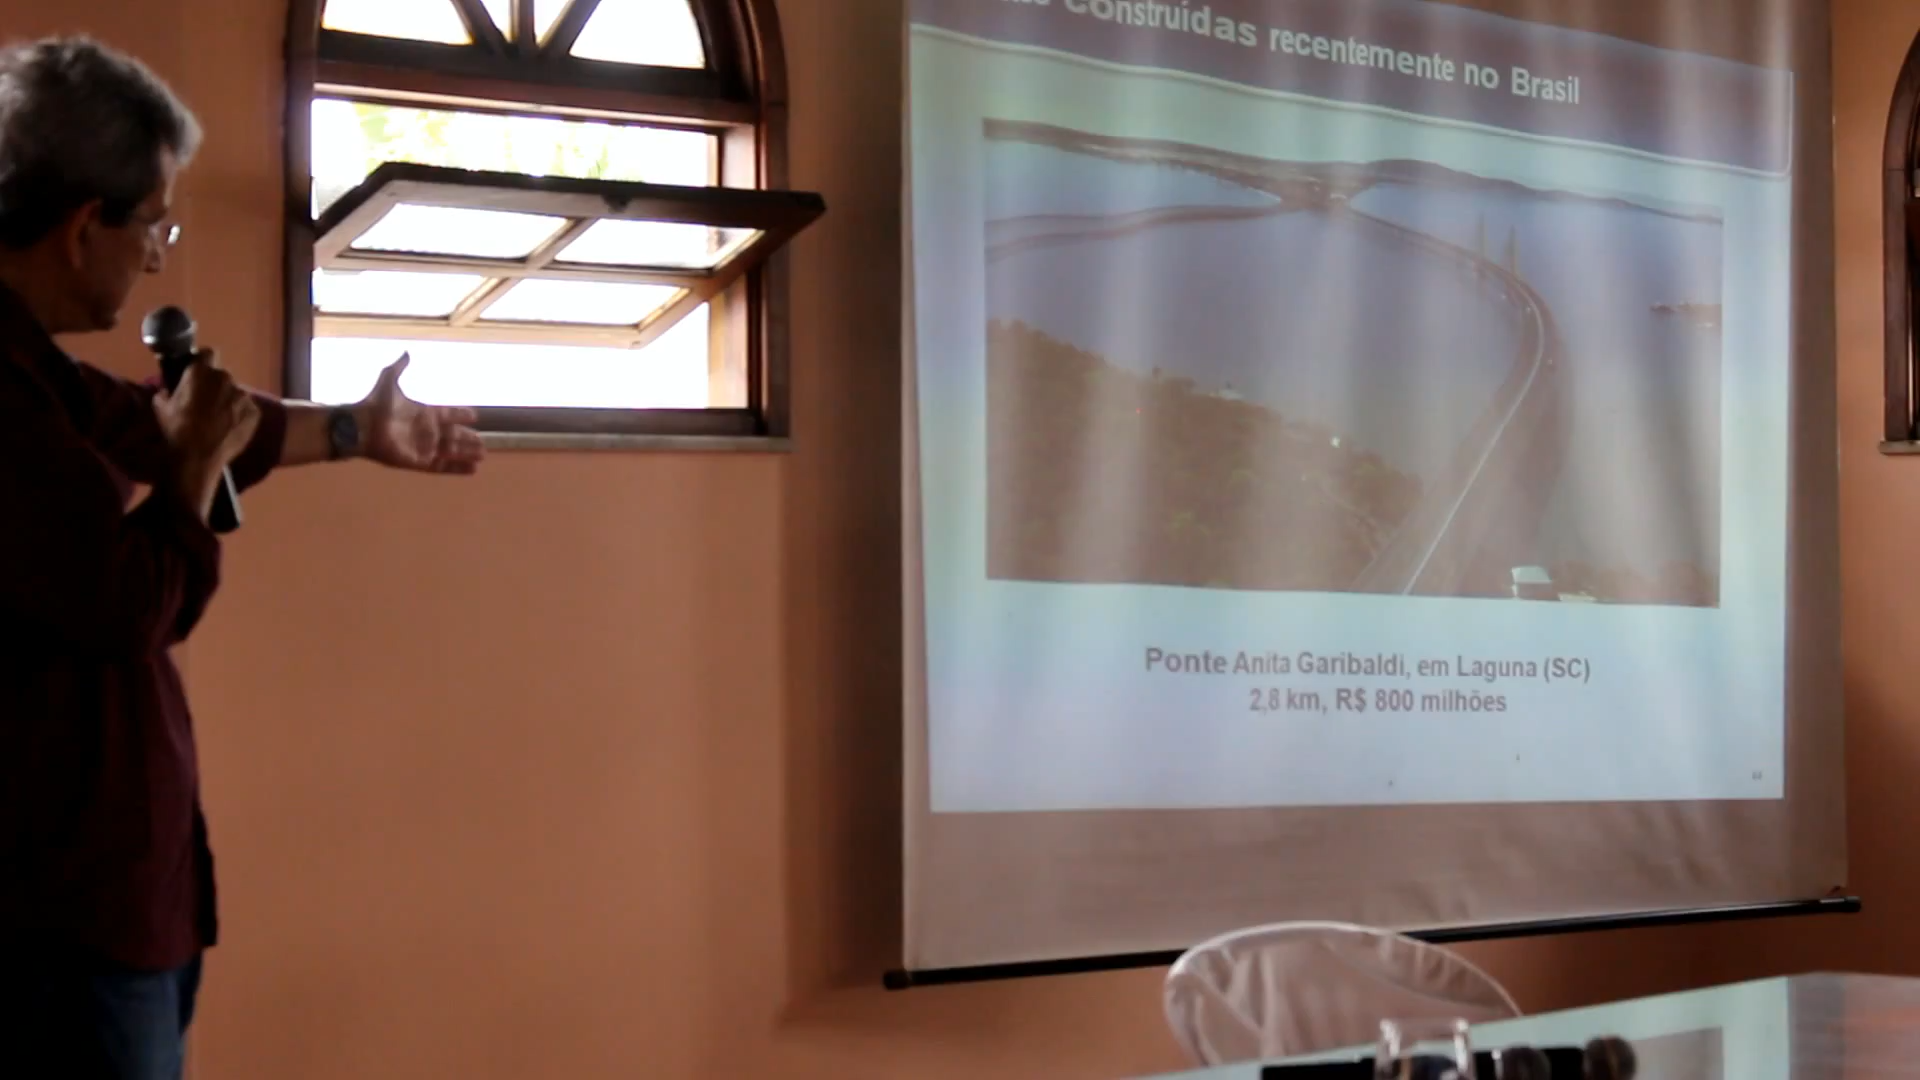 construídas recentemente no Brasil
Ponte Anita Garibaldi, em Laguna (SC)
2,8 km, R$ 800 milhões